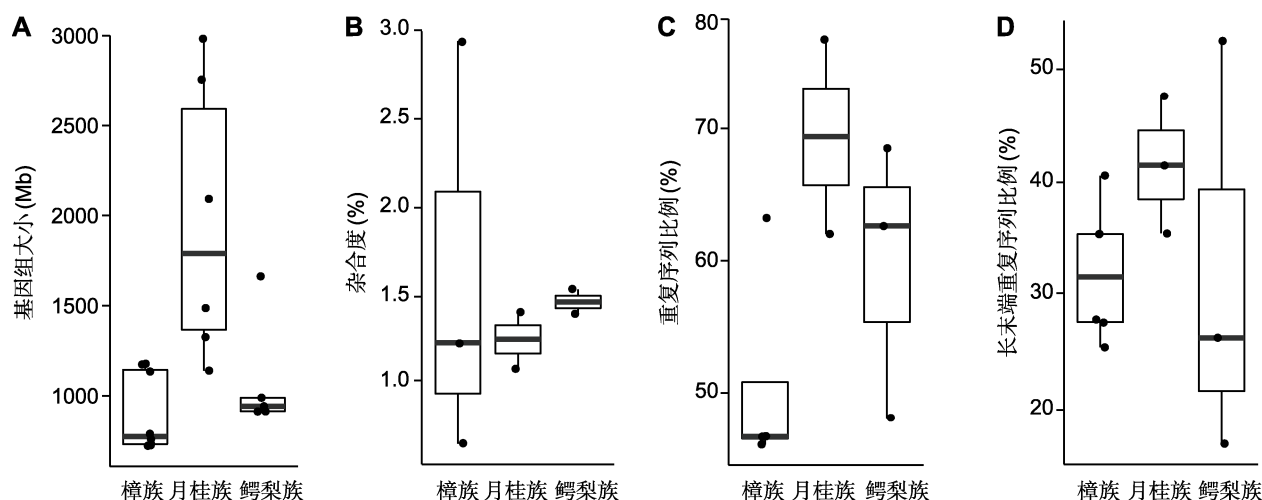 A
基因组大小 (Mb)
3000
2500
2000
1500
1000
樟族 月桂族 鳄梨族
B
杂合度 (%)
3.0
2.5
2.0
1.5
1.0
樟族 月桂族 鳄梨族
C
重复序列比例 (%)
80
70
60
50
樟族 月桂族 鳄梨族
D
长末端重复序列比例 (%)
50
40
30
20
樟族 月桂族 鳄梨族